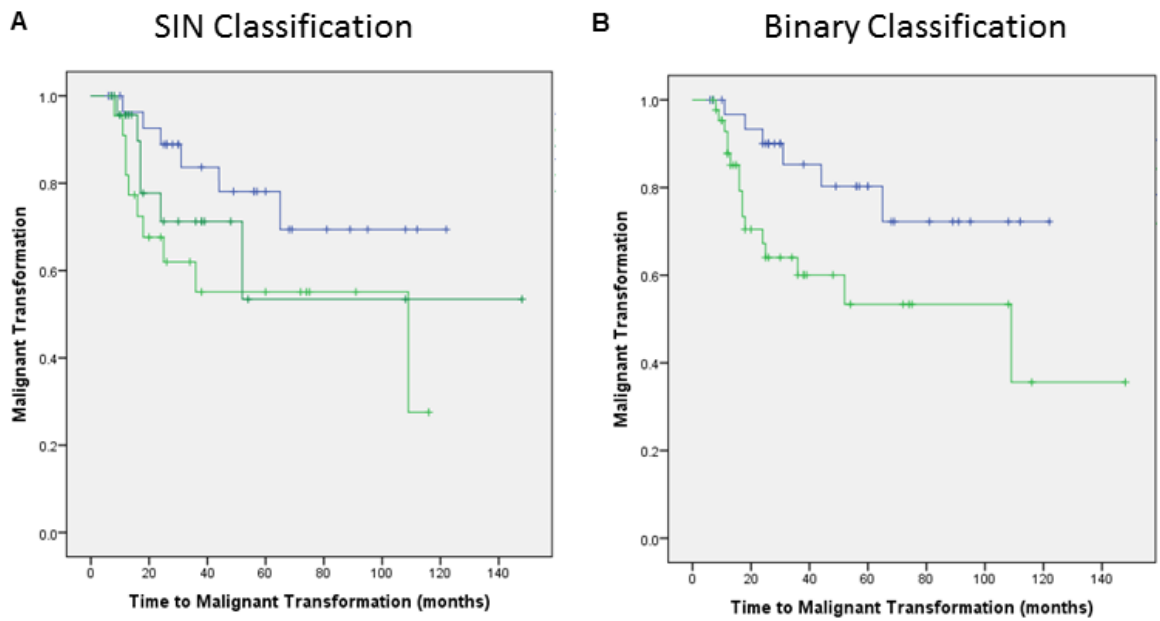 A
SIN Classification
1.0
0.8
0.6
0.4
0.2
0.0
Malignant Transformation
0 20 40 60 80 100 120 140
Time to Malignant Transformation (months)
B
Binary Classification
1.0
0.8
0.6
0.4
0.2
0.0
Malignant Transformation
0 20 40 60 80 100 120 140
Time to Malignant Transformation (months)